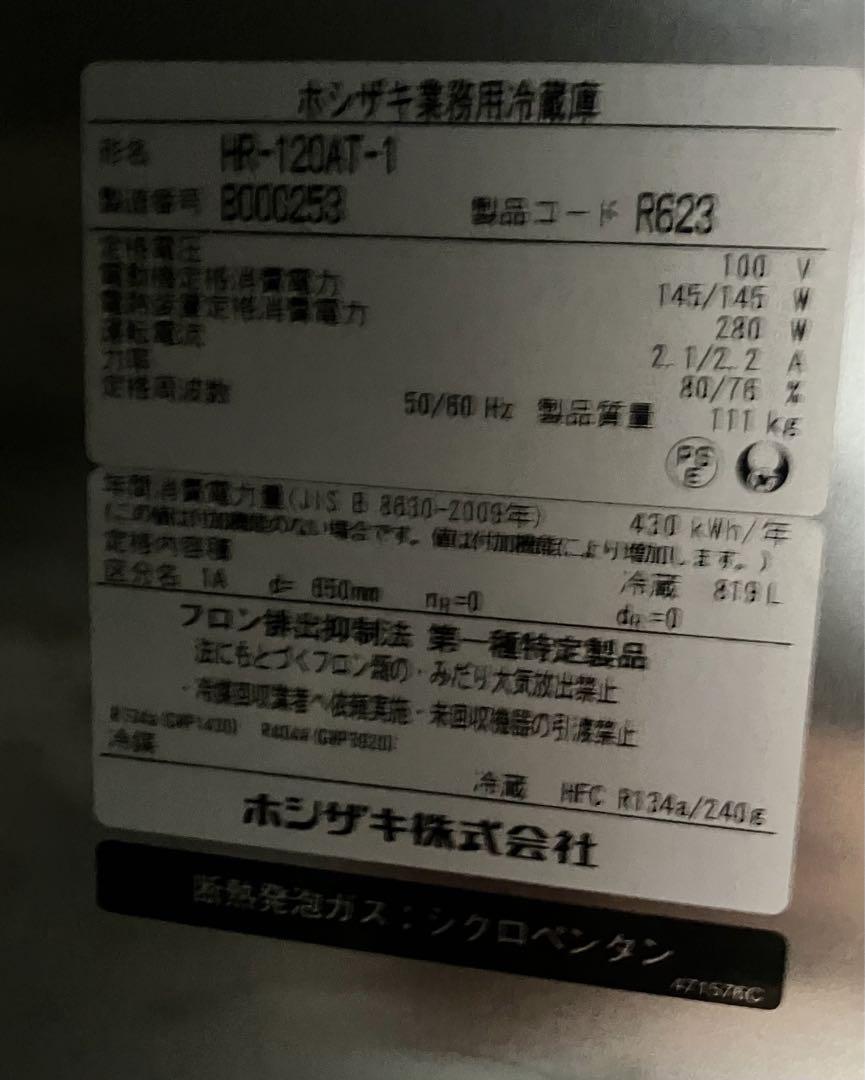 ホシザキ業務用冷蔵庫
形名 HR-120AT-1
製造番号 B000253 製品コード R623
定格電圧 100 V
電動機定格消費電力 145/145 W
電熱装置定格消費電力 280 W
運転電流 2.1/2.2 A
力率 80/76 %
定格周波数 50/60 Hz 製品質量 111 kg
PS
E
年間消費電力量(JIS B 8630-2009年) 430 kWh/年
(この値は付加機能のない場合です。値は付加機能により増加します。)
定格内容積 冷蔵 819 L
区分名 1A d= 650mm nR=0 dR=0
フロン排出抑制法 第一種特定製品
法にもとづくフロン類の・みだり大気放出禁止
・冷媒回収業者へ依頼実施・未回収機器の引渡禁止
R134a(GWP1430) R404A(GWP3920)
冷媒 冷蔵 HFC R134a/240g
ホシザキ株式会社
断熱発泡ガス:シクロペンタン
471576C